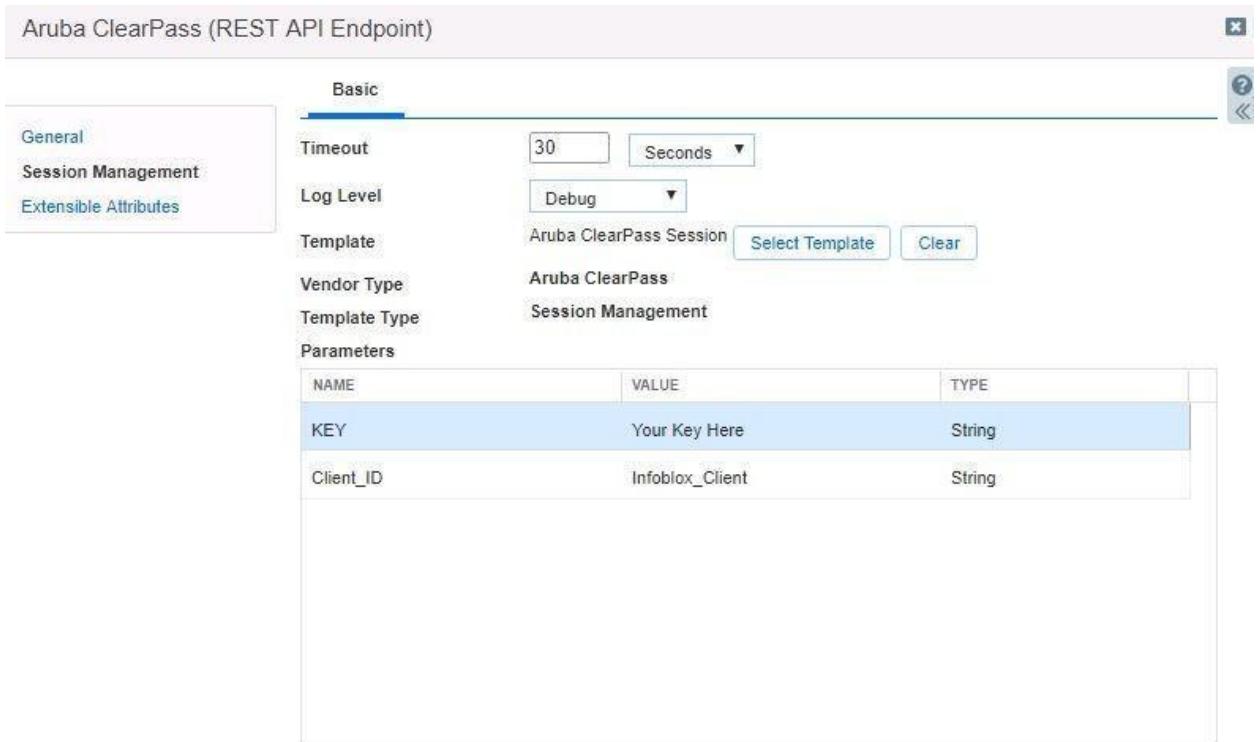 Aruba ClearPass (REST API Endpoint)
General
Session Management
Extensible Attributes
Basic
Timeout 30 Seconds
Log Level Debug
Template Aruba ClearPass Session Select Template Clear
Vendor Type Aruba ClearPass
Template Type Session Management
Parameters
NAME VALUE TYPE
KEY Your Key Here String
Client_ID Infoblox_Client String